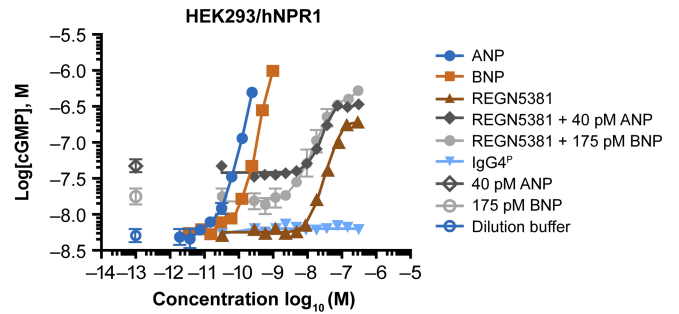 HEK293/hNPR1
Log[cGMP], M
−5.5
−6.0
−6.5
−7.0
−7.5
−8.0
−8.5
−14 −13 −12 −11 −10 −9 −8 −7 −6 −5
Concentration log₁₀ (M)
ANP
BNP
REGN5381
REGN5381 + 40 pM ANP
REGN5381 + 175 pM BNP
IgG4ᴾ
40 pM ANP
175 pM BNP
Dilution buffer